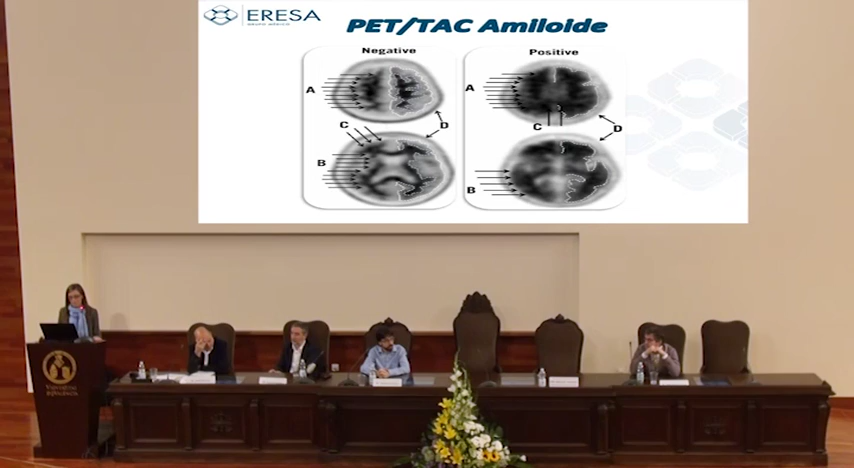 ERESA
PET/TAC Amiloide
Negative
Positive
A
A
C
D
C
D
B
B